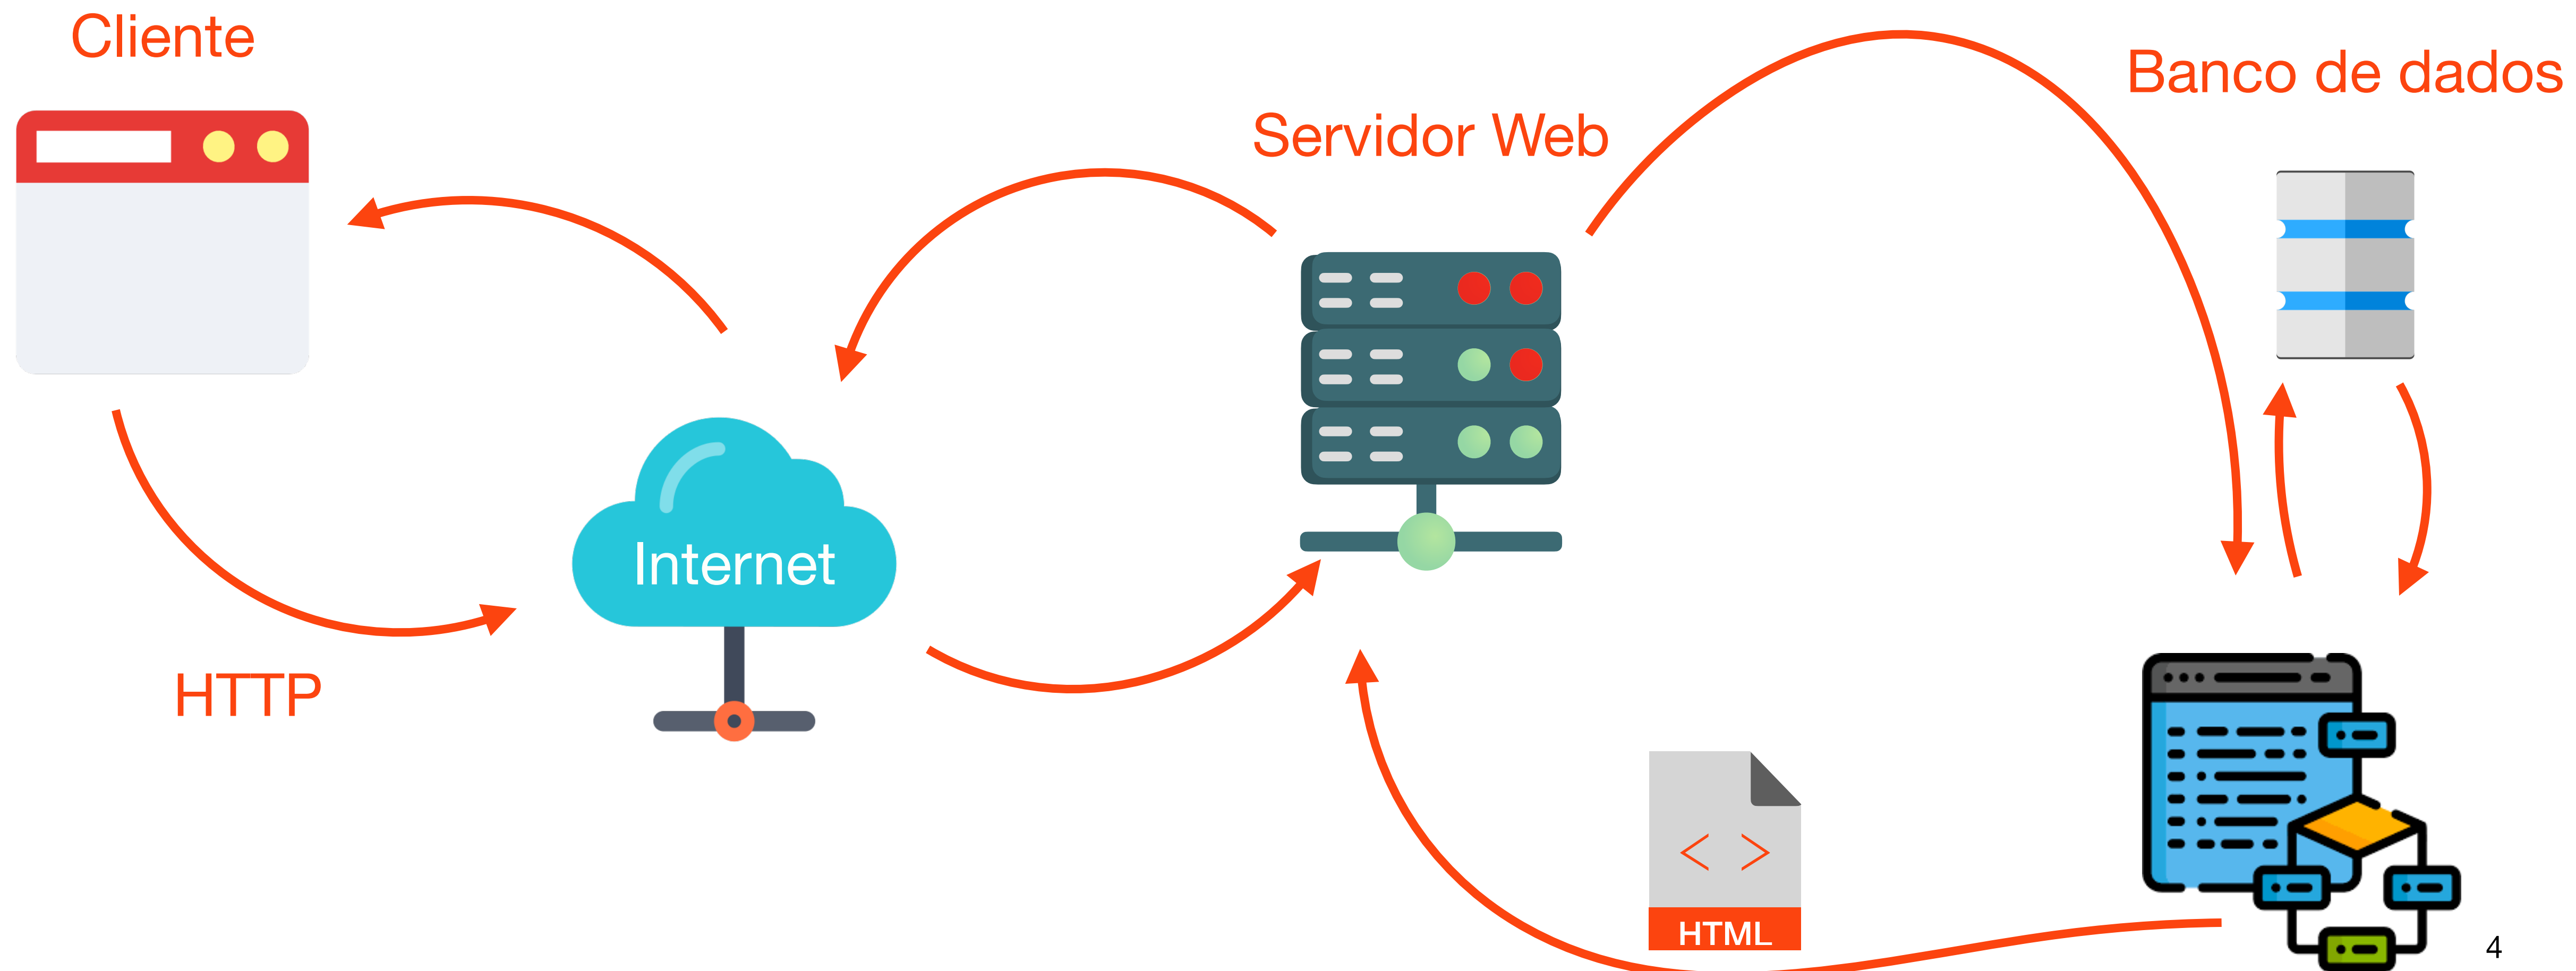 Cliente
Banco de dados
Servidor Web
Internet
HTTP
< >
HTML
4